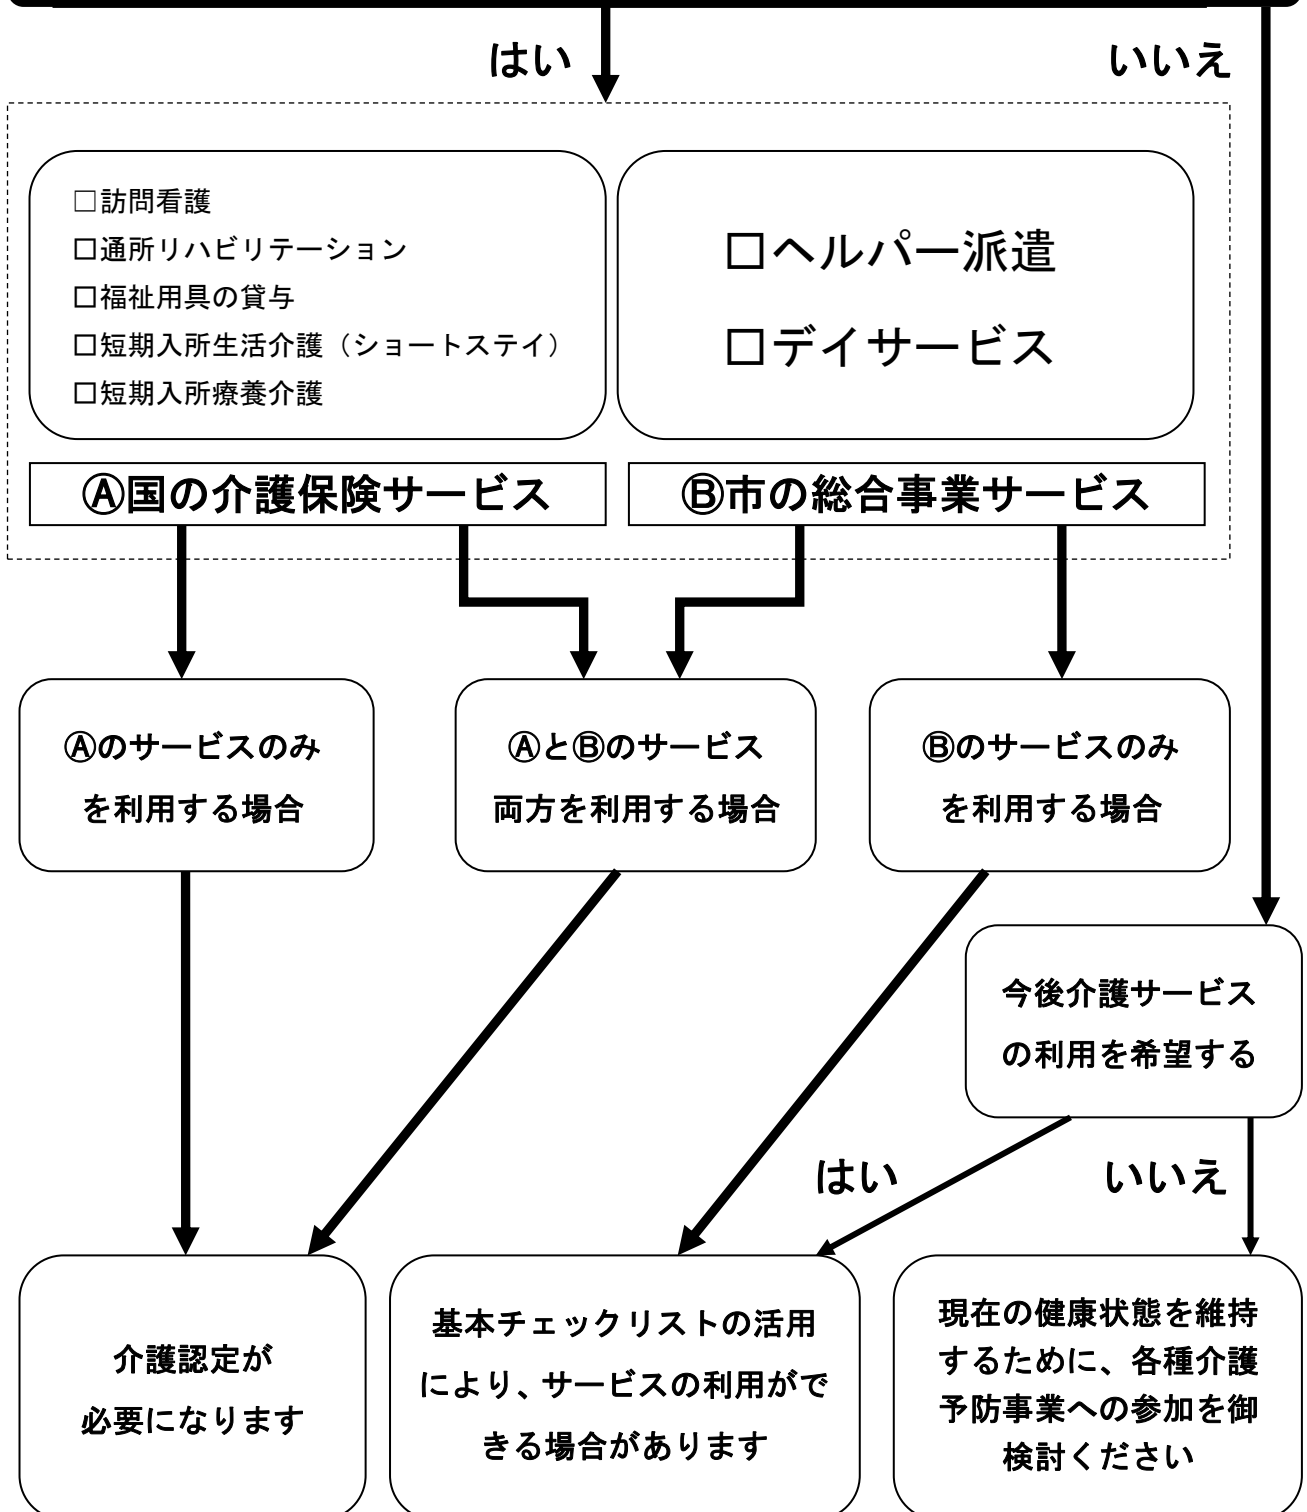 はい
いいえ
□訪問看護
□通所リハビリテーション
□福祉用具の貸与
□短期入所生活介護（ショートステイ）
□短期入所療養介護
□ヘルパー派遣
□デイサービス
Ⓐ国の介護保険サービス
Ⓑ市の総合事業サービス
Ⓐのサービスのみ
を利用する場合
ⒶとⒷのサービス
両方を利用する場合
Ⓑのサービスのみ
を利用する場合
今後介護サービス
の利用を希望する
はい
いいえ
介護認定が
必要になります
基本チェックリストの活用
により、サービスの利用がで
きる場合があります
現在の健康状態を維持
するために、各種介護
予防事業への参加を御
検討ください